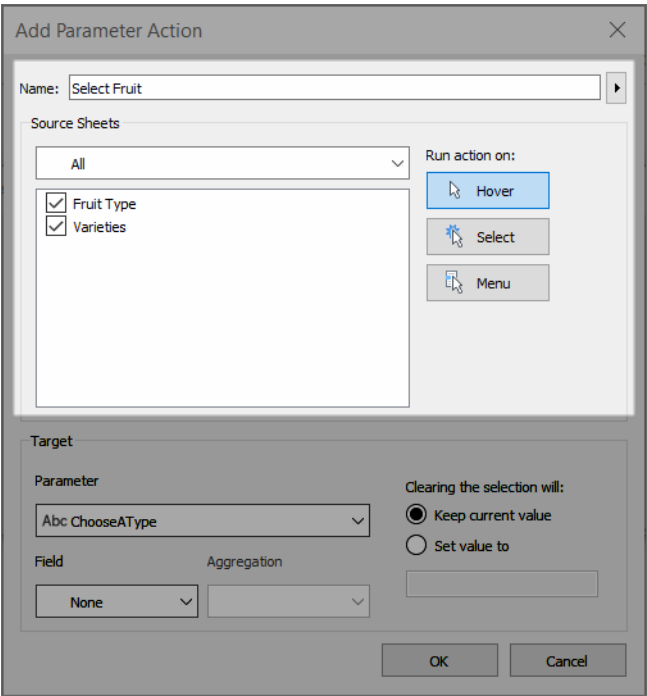 Add Parameter Action
Name: Select Fruit
Source Sheets
All
Fruit Type
Varieties
Run action on:
Hover
Select
Menu
Target
Parameter
Abc ChooseAType
Field
Aggregation
None
Clearing the selection will:
Keep current value
Set value to
OK
Cancel